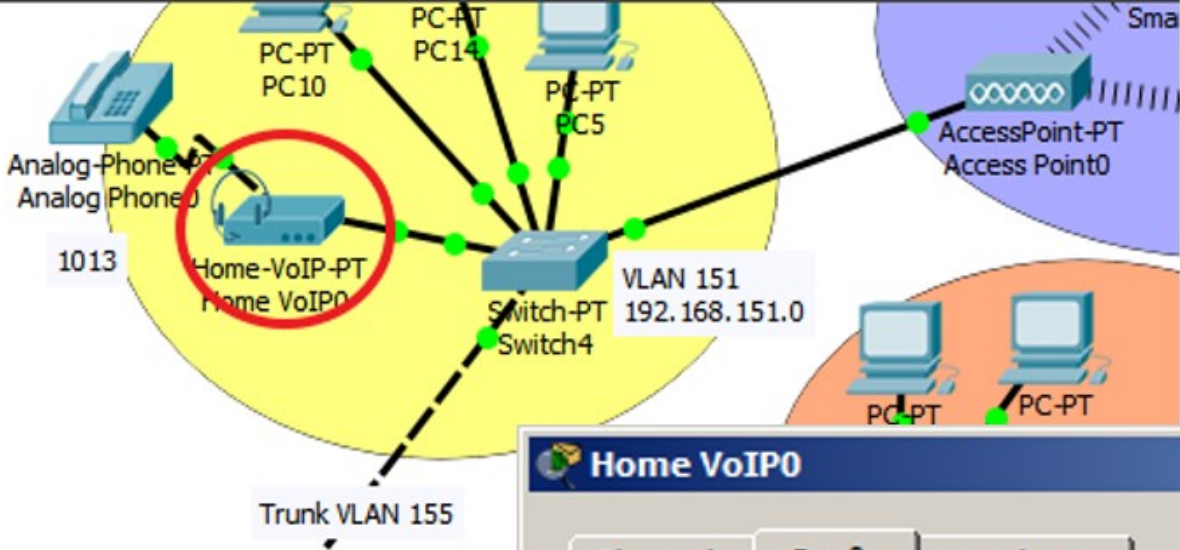 PC-PT
PC14
PC-PT
PC10
PC-PT
PC5
Analog-Phone-PT
Analog Phone0
1013
Home-VoIP-PT
Home VoIP0
Switch-PT
Switch4
VLAN 151
192.168.151.0
AccessPoint-PT
Access Point0
PC-PT
PC-PT
Trunk VLAN 155
Home VoIP0